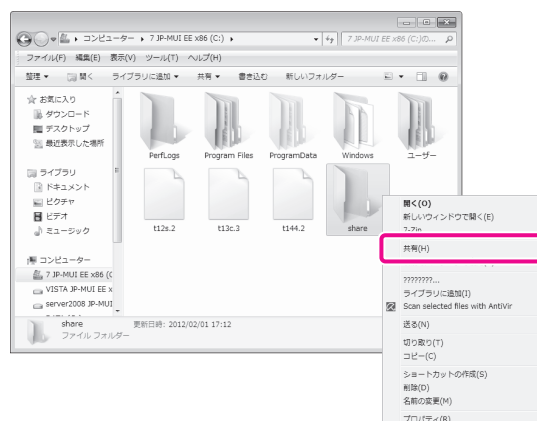 コンピューター ▸ 7 JP-MUI EE x86 (C:) ▸
7 JP-MUI EE x86 (C:)の...
ファイル(F) 編集(E) 表示(V) ツール(T) ヘルプ(H)
整理 ▼ 開く ライブラリに追加 ▼ 共有 ▼ 書き込む 新しいフォルダー
お気に入り
ダウンロード
デスクトップ
最近表示した場所
ライブラリ
ドキュメント
ピクチャ
ビデオ
ミュージック
コンピューター
7 JP-MUI EE x86 (C
VISTA JP-MUI EE x
server2008 JP-MUI
PerfLogs
Program Files
ProgramData
Windows
ユーザー
t12s.2
t13c.3
t144.2
share
share 更新日時: 2012/02/01 17:12
ファイル フォルダー
開く(O)
新しいウィンドウで開く(E)
7-Zip
共有(H)
????????...
ライブラリに追加(I)
Scan selected files with AntiVir
送る(N)
切り取り(T)
コピー(C)
ショートカットの作成(S)
削除(D)
名前の変更(M)
プロパティ(R)